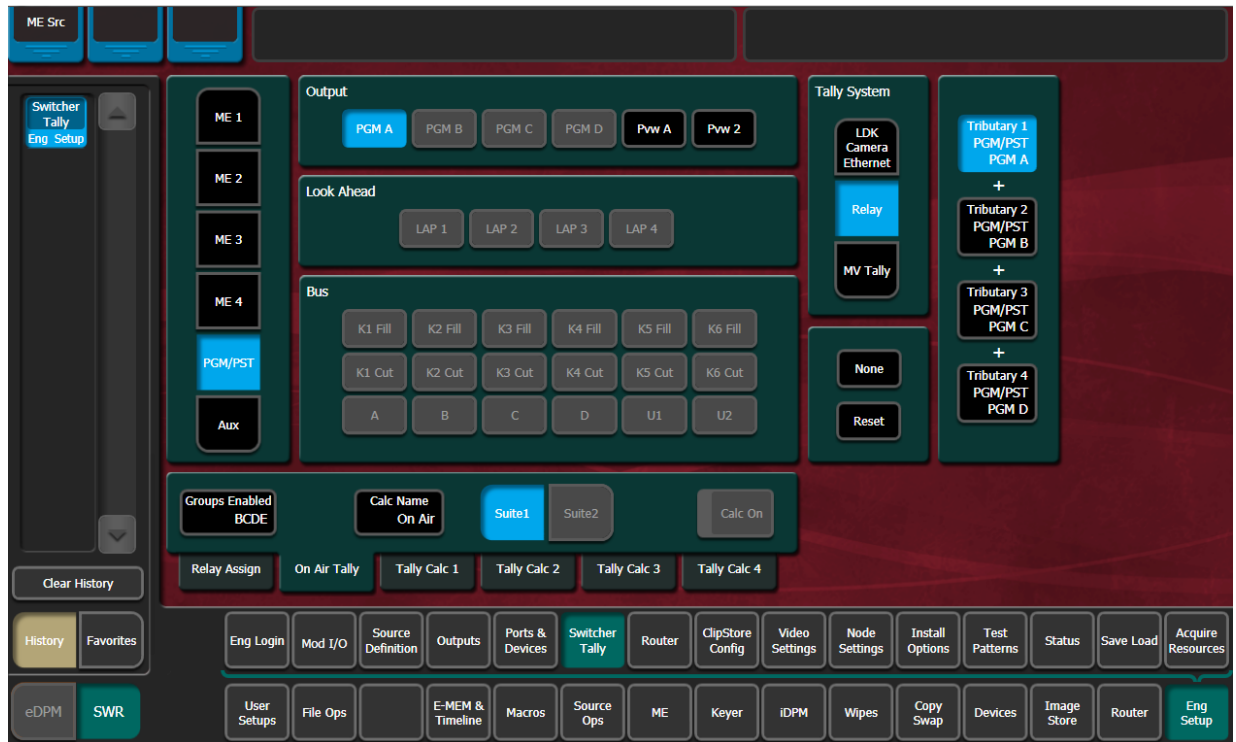 ME Src
Switcher
Tally
Eng Setup
Clear History
History
Favorites
eDPM
SWR
ME 1
ME 2
ME 3
ME 4
PGM/PST
Aux
Output
PGM A
PGM B
PGM C
PGM D
Pvw A
Pvw 2
Look Ahead
LAP 1
LAP 2
LAP 3
LAP 4
Bus
K1 Fill
K2 Fill
K3 Fill
K4 Fill
K5 Fill
K6 Fill
K1 Cut
K2 Cut
K3 Cut
K4 Cut
K5 Cut
K6 Cut
A
B
C
D
U1
U2
Tally System
LDK
Camera
Ethernet
Relay
MV Tally
None
Reset
Tributary 1
PGM/PST
PGM A
+
Tributary 2
PGM/PST
PGM B
+
Tributary 3
PGM/PST
PGM C
+
Tributary 4
PGM/PST
PGM D
Groups Enabled
BCDE
Calc Name
On Air
Suite1
Suite2
Calc On
Relay Assign
On Air Tally
Tally Calc 1
Tally Calc 2
Tally Calc 3
Tally Calc 4
Eng Login
Mod I/O
Source
Definition
Outputs
Ports &
Devices
Switcher
Tally
Router
ClipStore
Config
Video
Settings
Node
Settings
Install
Options
Test
Patterns
Status
Save Load
Acquire
Resources
User
Setups
File Ops
E-MEM &
Timeline
Macros
Source
Ops
ME
Keyer
iDPM
Wipes
Copy
Swap
Devices
Image
Store
Router
Eng
Setup